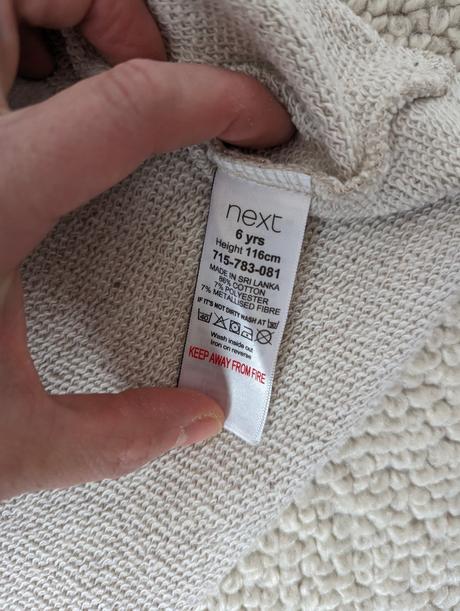 next
6 yrs
Height 116cm
715-783-081
MADE IN SRI LANKA
86% COTTON
7% POLYESTER
7% METALLISED FIBRE
IF IT'S NOT DIRTY WASH AT
Wash inside out
Iron on reverse
KEEP AWAY FROM FIRE